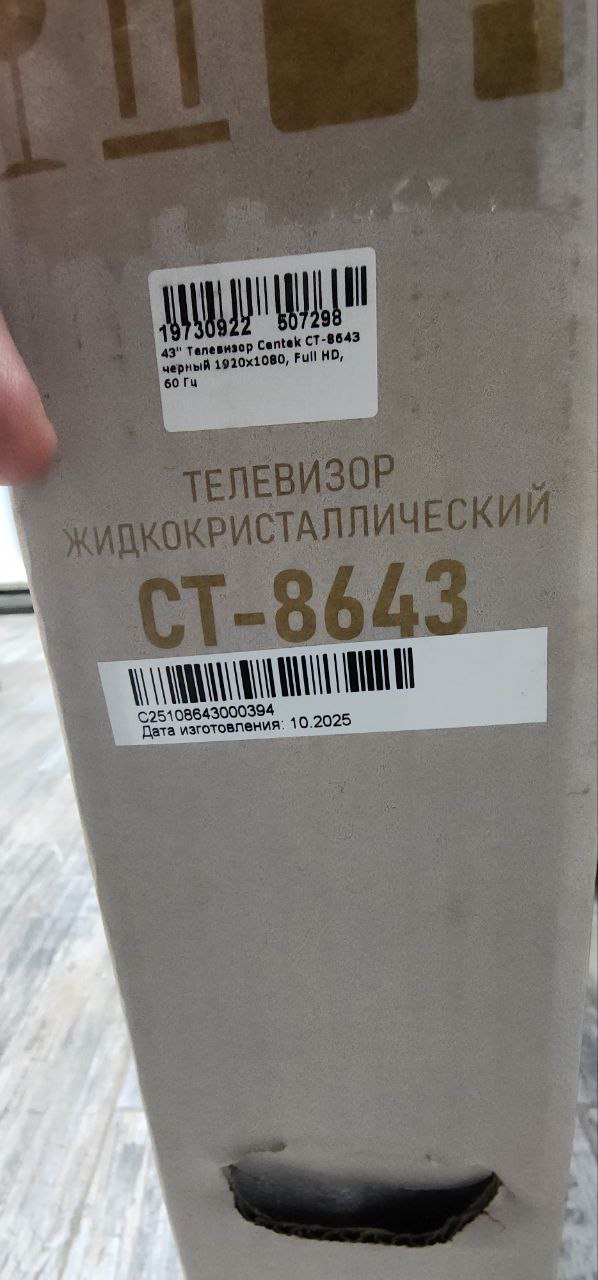 19730922 507298
43" Телевизор Centek CT-8643
черный 1920x1080, Full HD,
60 Гц
ТЕЛЕВИЗОР
ЖИДКОКРИСТАЛЛИЧЕСКИЙ
CT-8643
C25108643000394
Дата изготовления: 10.2025